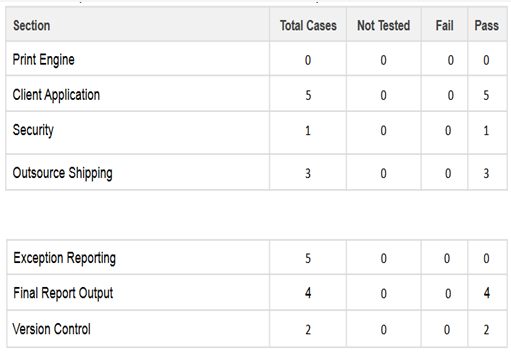 Section Total Cases Not Tested Fail Pass
Print Engine 0 0 0 0
Client Application 5 0 0 5
Security 1 0 0 1
Outsource Shipping 3 0 0 3
Exception Reporting 5 0 0 0
Final Report Output 4 0 0 4
Version Control 2 0 0 2